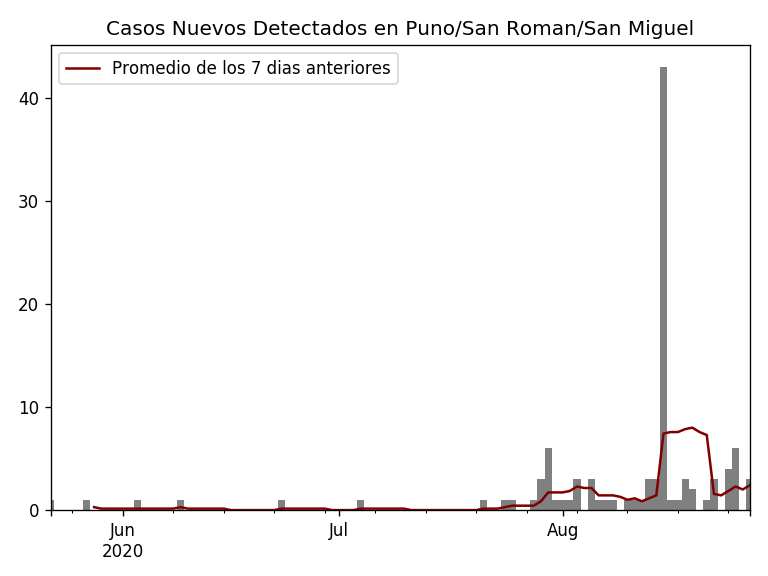 Casos Nuevos Detectados en Puno/San Roman/San Miguel
Promedio de los 7 dias anteriores
40
30
20
10
0
Jun
2020
Jul
Aug